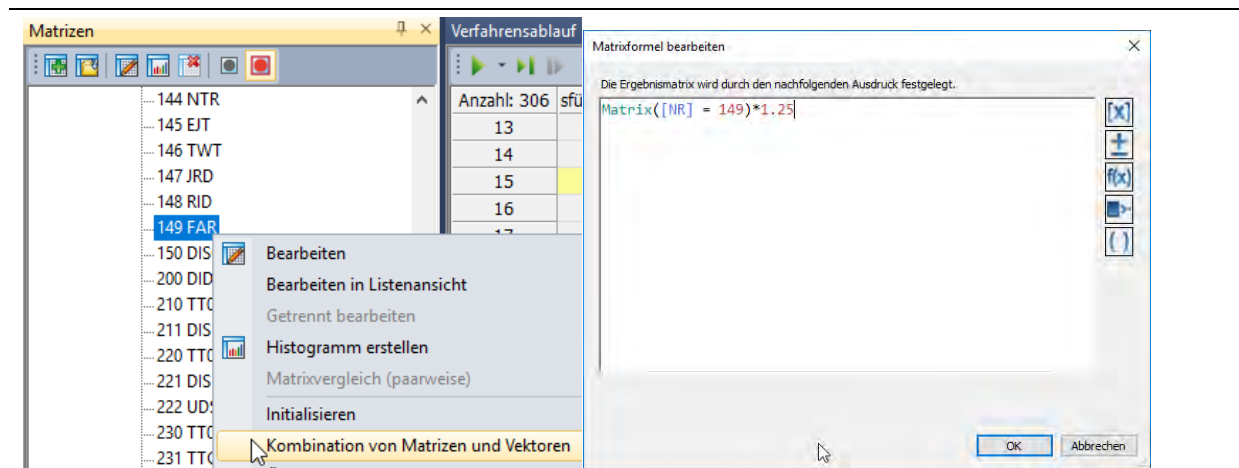 Matrizen
144 NTR
145 EJT
146 TWT
147 JRD
148 RID
149 FAR
150 DIS
200 DID
210 TTC
211 DIS
220 TTC
221 DIS
222 UDS
230 TTC
231 TTC
Bearbeiten
Bearbeiten in Listenansicht
Getrennt bearbeiten
Histogramm erstellen
Matrixvergleich (paarweise)
Initialisieren
Kombination von Matrizen und Vektoren
Verfahrensablauf
Anzahl: 306 sfü
13
14
15
16
17
Matrixformel bearbeiten
Die Ergebnismatrix wird durch den nachfolgenden Ausdruck festgelegt.
Matrix([NR] = 149)*1.25
[x]
±
f(x)
( )
OK Abbrechen